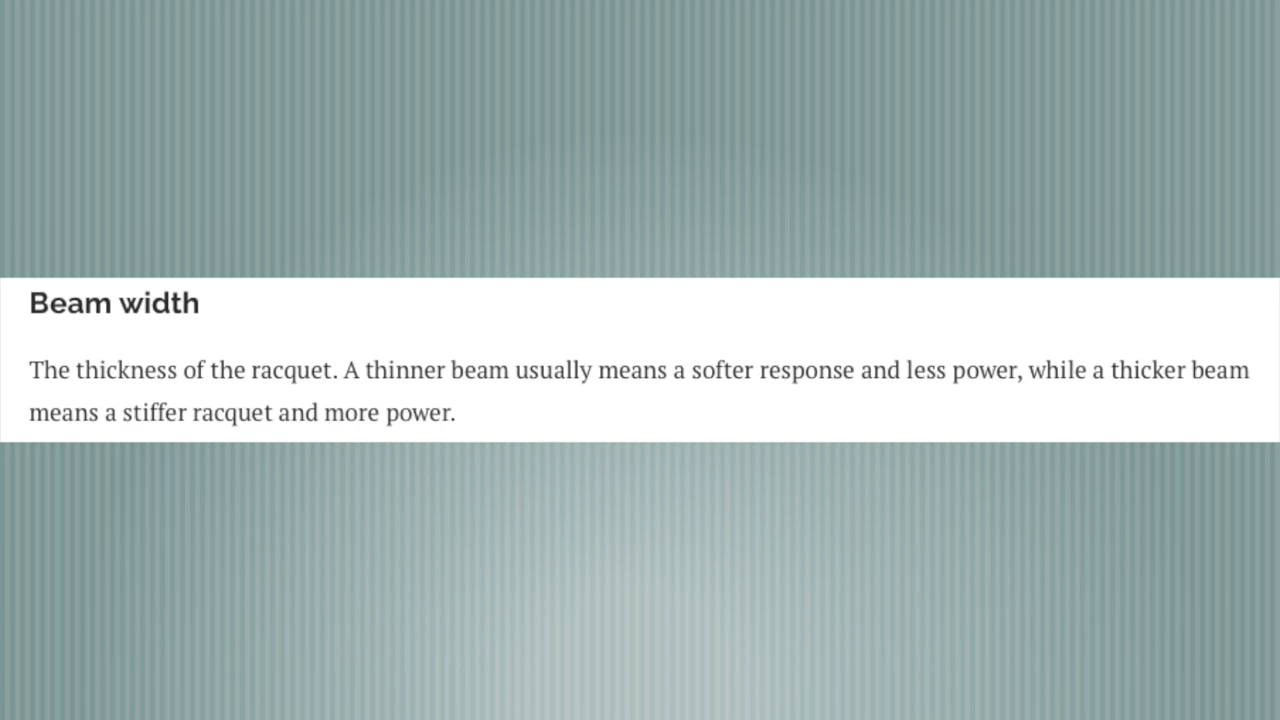 Beam width
The thickness of the racquet. A thinner beam usually means a softer response and less power, while a thicker beam
means a stiffer racquet and more power.